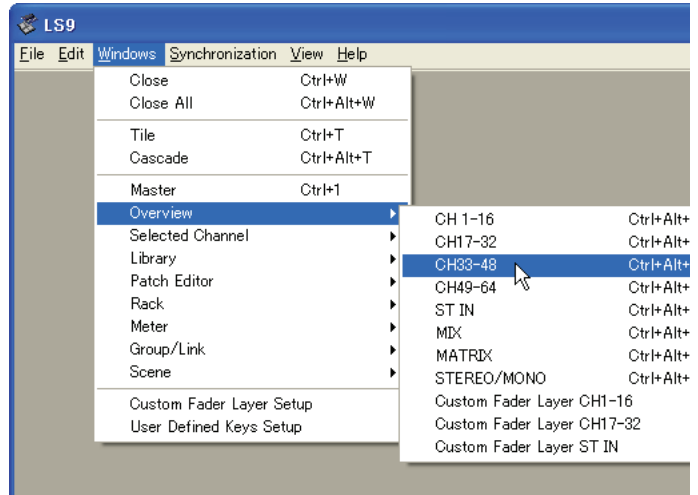 LS9
File Edit Windows Synchronization View Help
Close Ctrl+W
Close All Ctrl+Alt+W
Tile Ctrl+T
Cascade Ctrl+Alt+T
Master Ctrl+1
Overview
Selected Channel
Library
Patch Editor
Rack
Meter
Group/Link
Scene
Custom Fader Layer Setup
User Defined Keys Setup
CH 1-16 Ctrl+Alt+
CH17-32 Ctrl+Alt+
CH33-48 Ctrl+Alt+
CH49-64 Ctrl+Alt+
ST IN Ctrl+Alt+
MIX Ctrl+Alt+
MATRIX Ctrl+Alt+
STEREO/MONO Ctrl+Alt+
Custom Fader Layer CH1-16
Custom Fader Layer CH17-32
Custom Fader Layer ST IN